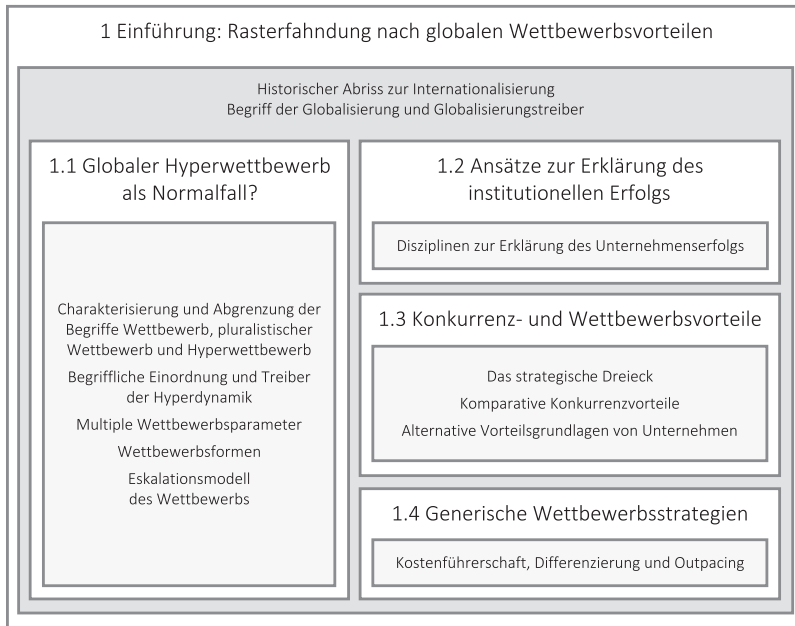 1 Einführung: Rasterfahndung nach globalen Wettbewerbsvorteilen
Historischer Abriss zur Internationalisierung
Begriff der Globalisierung und Globalisierungstreiber
1.1 Globaler Hyperwettbewerb
als Normalfall?
Charakterisierung und Abgrenzung der
Begriffe Wettbewerb, pluralistischer
Wettbewerb und Hyperwettbewerb
Begriffliche Einordnung und Treiber
der Hyperdynamik
Multiple Wettbewerbsparameter
Wettbewerbsformen
Eskalationsmodell
des Wettbewerbs
1.2 Ansätze zur Erklärung des
institutionellen Erfolgs
Disziplinen zur Erklärung des Unternehmenserfolgs
1.3 Konkurrenz- und Wettbewerbsvorteile
Das strategische Dreieck
Komparative Konkurrenzvorteile
Alternative Vorteilsgrundlagen von Unternehmen
1.4 Generische Wettbewerbsstrategien
Kostenführerschaft, Differenzierung und Outpacing